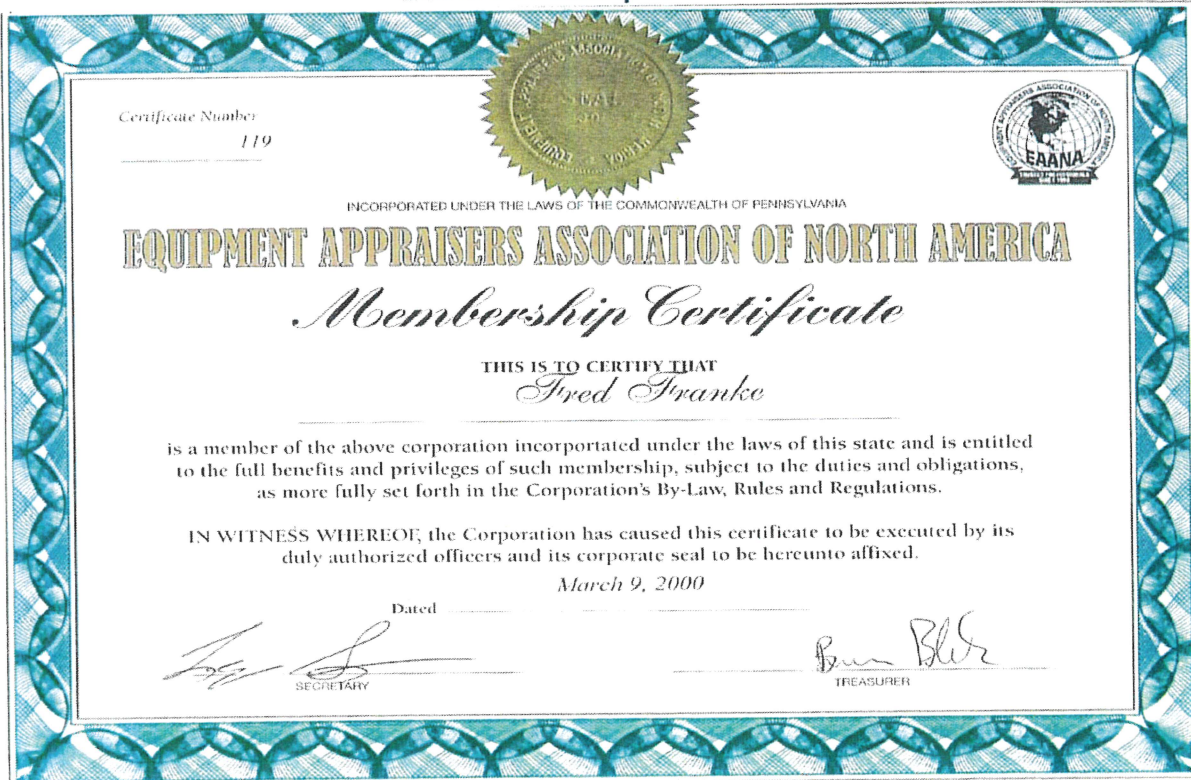 Certificate Number
119
EAANA
INCORPORATED UNDER THE LAWS OF THE COMMONWEALTH OF PENNSYLVANIA
EQUIPMENT APPRAISERS ASSOCIATION OF NORTH AMERICA
Membership Certificate
THIS IS TO CERTIFY THAT
Fred Franke
is a member of the above corporation incorportated under the laws of this state and is entitled
to the full benefits and privileges of such membership, subject to the duties and obligations,
as more fully set forth in the Corporation's By-Law, Rules and Regulations.
IN WITNESS WHEREOF, the Corporation has caused this certificate to be executed by its
duly authorized officers and its corporate seal to be hereunto affixed.
March 9, 2000
Dated
SECRETARY
TREASURER